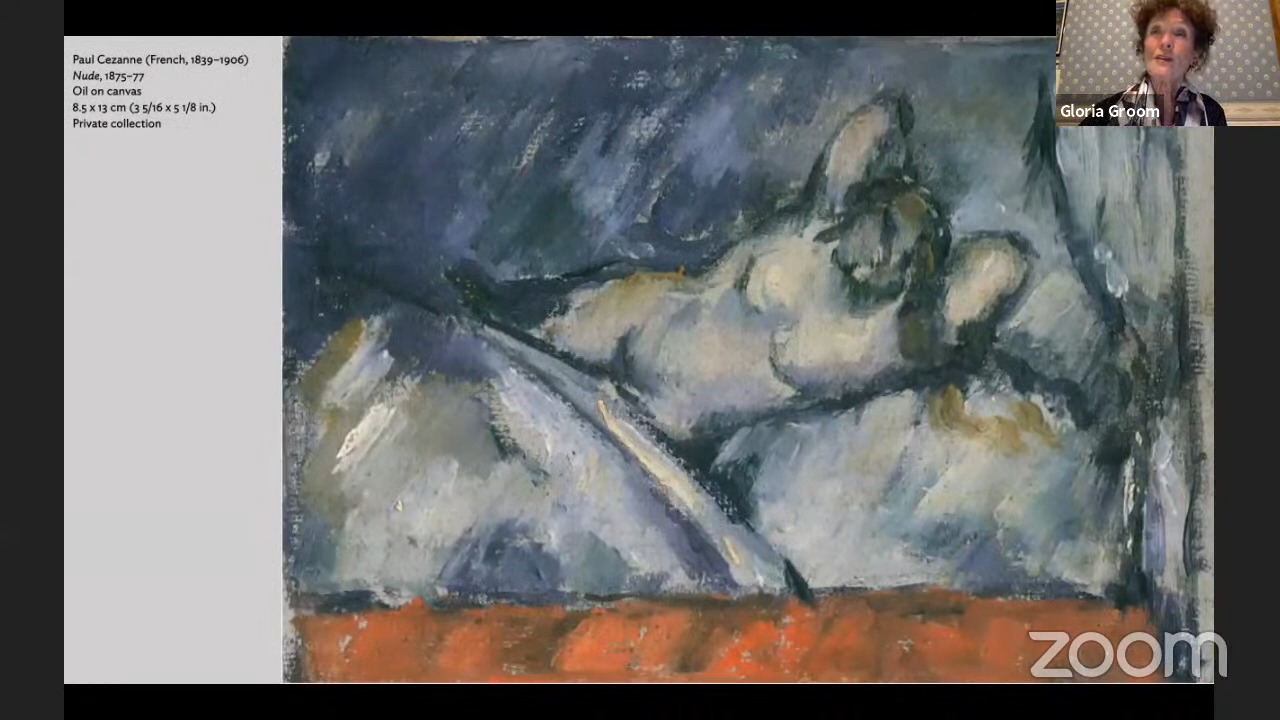 Paul Cezanne (French, 1839–1906)
Nude, 1875–77
Oil on canvas
8.5 x 13 cm (3 5/16 x 5 1/8 in.)
Private collection
Gloria Groom
zoom